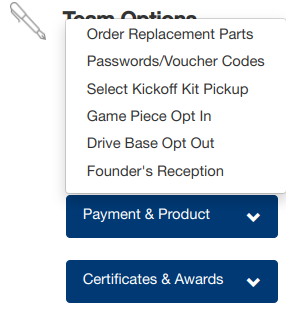 Team Options
Order Replacement Parts
Passwords/Voucher Codes
Select Kickoff Kit Pickup
Game Piece Opt In
Drive Base Opt Out
Founder's Reception
Payment & Product
Certificates & Awards